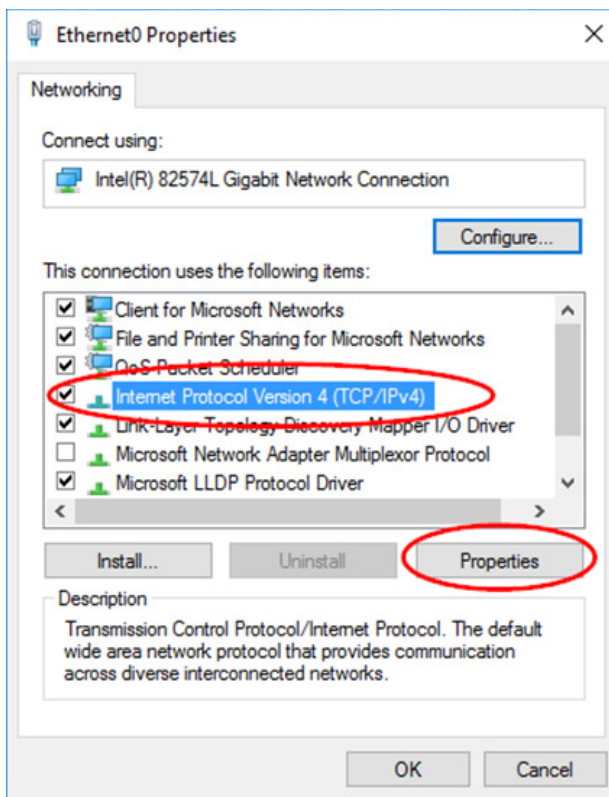 Ethernet0 Properties
Networking
Connect using:
Intel(R) 82574L Gigabit Network Connection
Configure...
This connection uses the following items:
Client for Microsoft Networks
File and Printer Sharing for Microsoft Networks
QoS Packet Scheduler
Internet Protocol Version 4 (TCP/IPv4)
Link-Layer Topology Discovery Mapper I/O Driver
Microsoft Network Adapter Multiplexor Protocol
Microsoft LLDP Protocol Driver
Install...
Uninstall
Properties
Description
Transmission Control Protocol/Internet Protocol. The default
wide area network protocol that provides communication
across diverse interconnected networks.
OK
Cancel